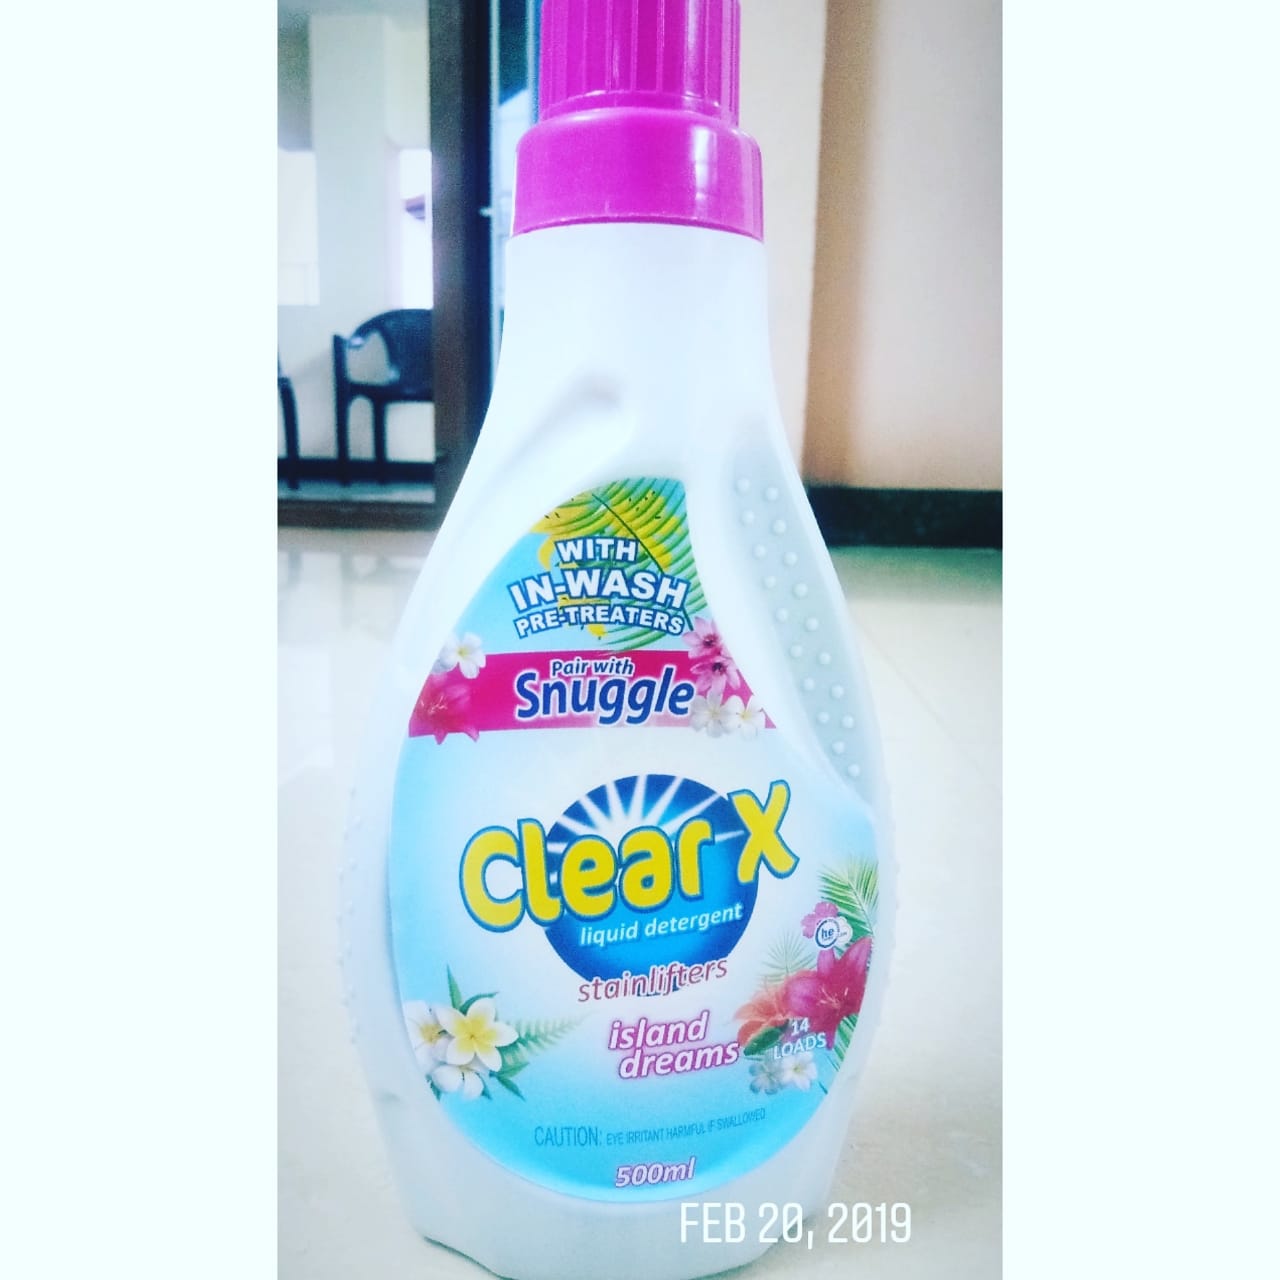 WITH
IN-WASH
PRE-TREATERS
Pair with
Snuggle
Clear X
liquid detergent
stainlifters
he
island
dreams
14
LOADS
CAUTION: EYE IRRITANT HARMFUL IF SWALLOWED
500ml
FEB 20, 2019